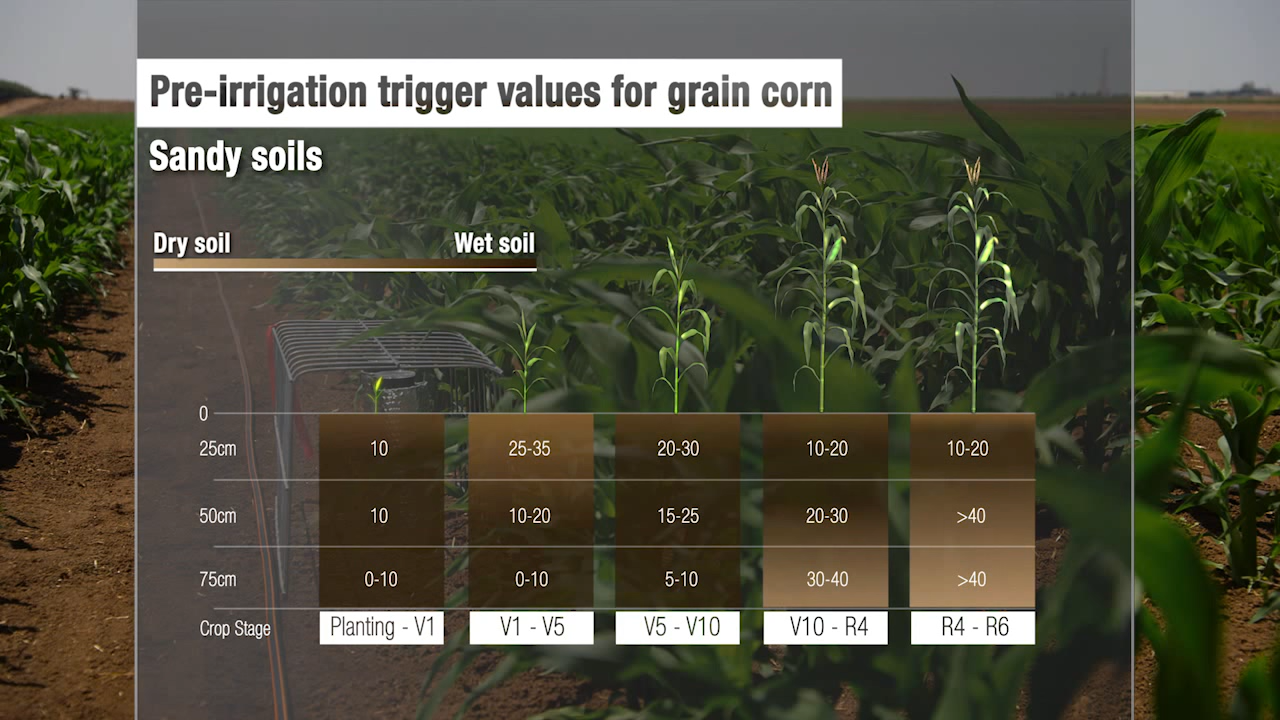 Pre-irrigation trigger values for grain corn
Sandy soils
Dry soil Wet soil
0
25cm 10 25-35 20-30 10-20 10-20
50cm 10 10-20 15-25 20-30 >40
75cm 0-10 0-10 5-10 30-40 >40
Crop Stage Planting - V1 V1 - V5 V5 - V10 V10 - R4 R4 - R6